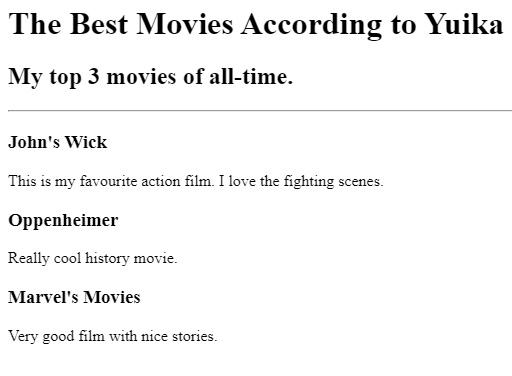 The Best Movies According to Yuika
My top 3 movies of all-time.
John's Wick
This is my favourite action film. I love the fighting scenes.
Oppenheimer
Really cool history movie.
Marvel's Movies
Very good film with nice stories.